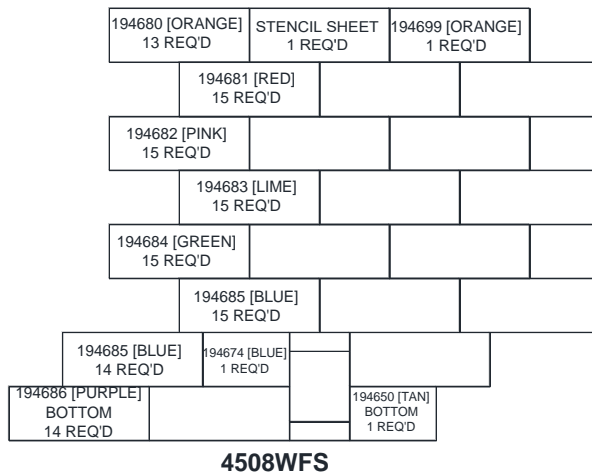 194680 [ORANGE]
13 REQ'D
STENCIL SHEET
1 REQ'D
194699 [ORANGE]
1 REQ'D
194681 [RED]
15 REQ'D
194682 [PINK]
15 REQ'D
194683 [LIME]
15 REQ'D
194684 [GREEN]
15 REQ'D
194685 [BLUE]
15 REQ'D
194685 [BLUE]
14 REQ'D
194674 [BLUE]
1 REQ'D
194686 [PURPLE]
BOTTOM
14 REQ'D
194650 [TAN]
BOTTOM
1 REQ'D
4508WFS